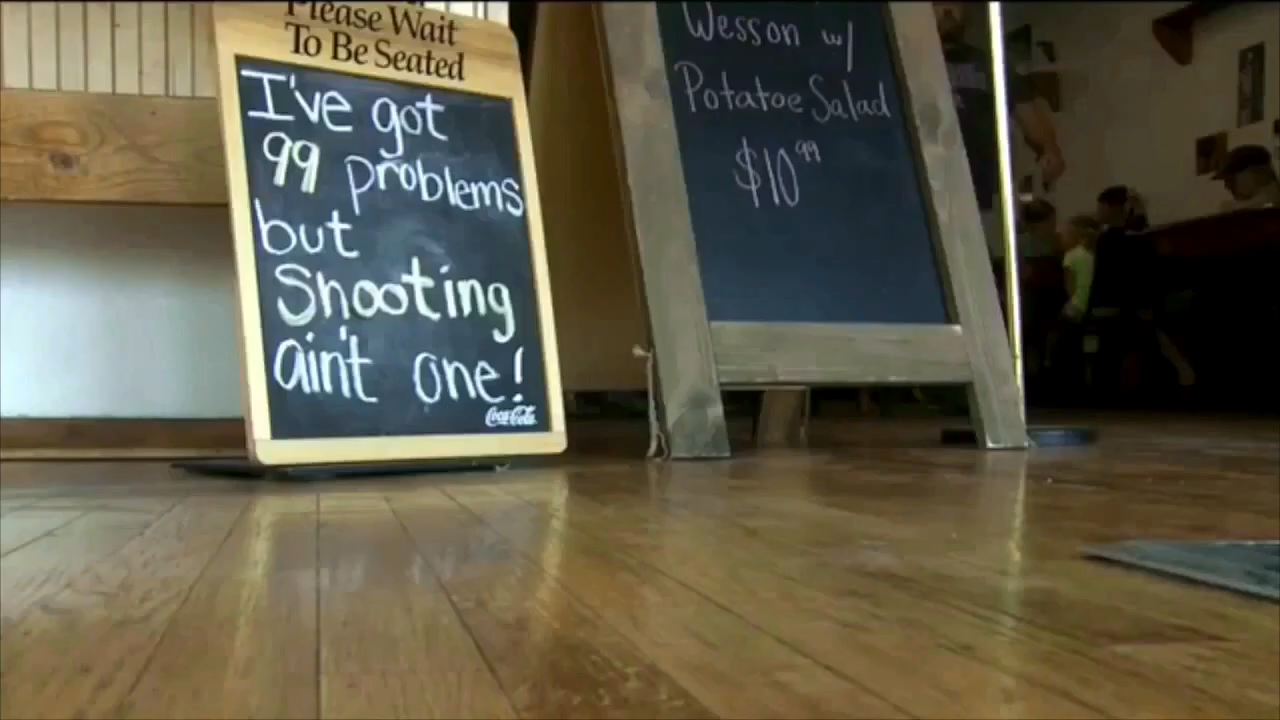 Please Wait
To Be Seated
I've got
99 problems
but
Shooting
ain't one!
Coca-Cola
Wesson w/
Potatoe Salad
$10.99